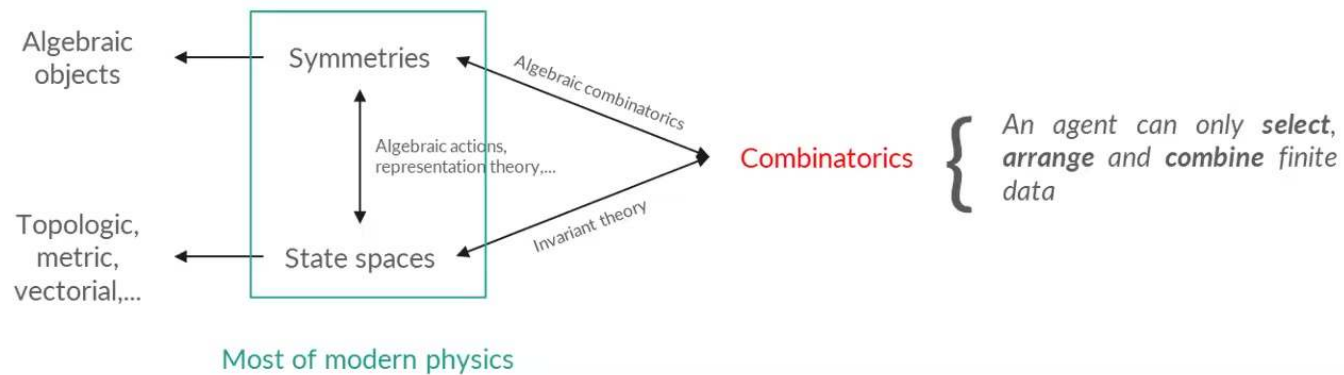 Algebraic
objects
Symmetries
Algebraic combinatorics
Algebraic actions,
representation theory,...
Combinatorics
{
An agent can only select,
arrange and combine finite
data
Topologic,
metric,
vectorial,...
State spaces
Invariant theory
Most of modern physics